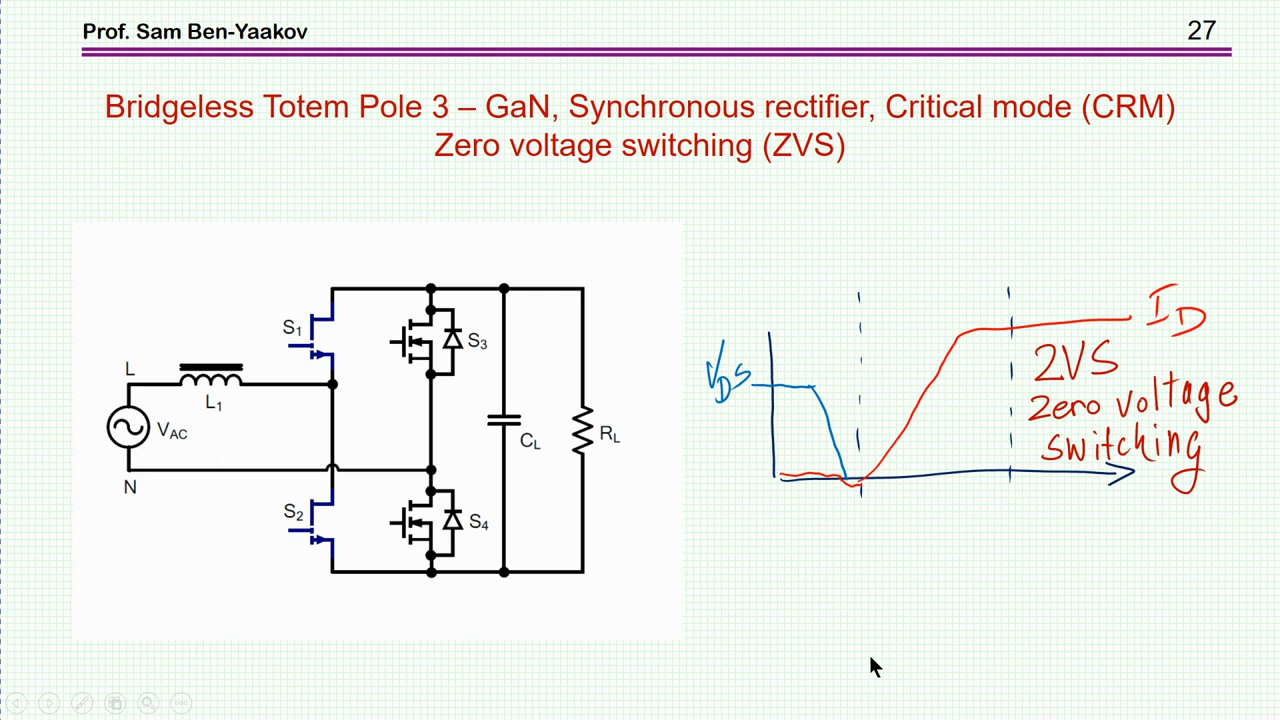 Prof. Sam Ben-Yaakov
27
Bridgeless Totem Pole 3 – GaN, Synchronous rectifier, Critical mode (CRM)
Zero voltage switching (ZVS)
S1
S3
L
L1
VAC
CL
RL
N
S2
S4
VDS
ID
ZVS
Zero voltage
switching